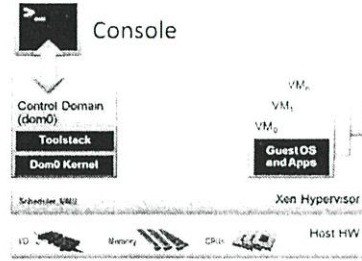 Console
Control Domain
(dom0)
Toolstack
Dom0 Kernel
VMn
VM1
VM0
Guest OS
and Apps
Scheduler, MMU
Xen Hypervisor
I/O
Memory
CPUs
Host HW